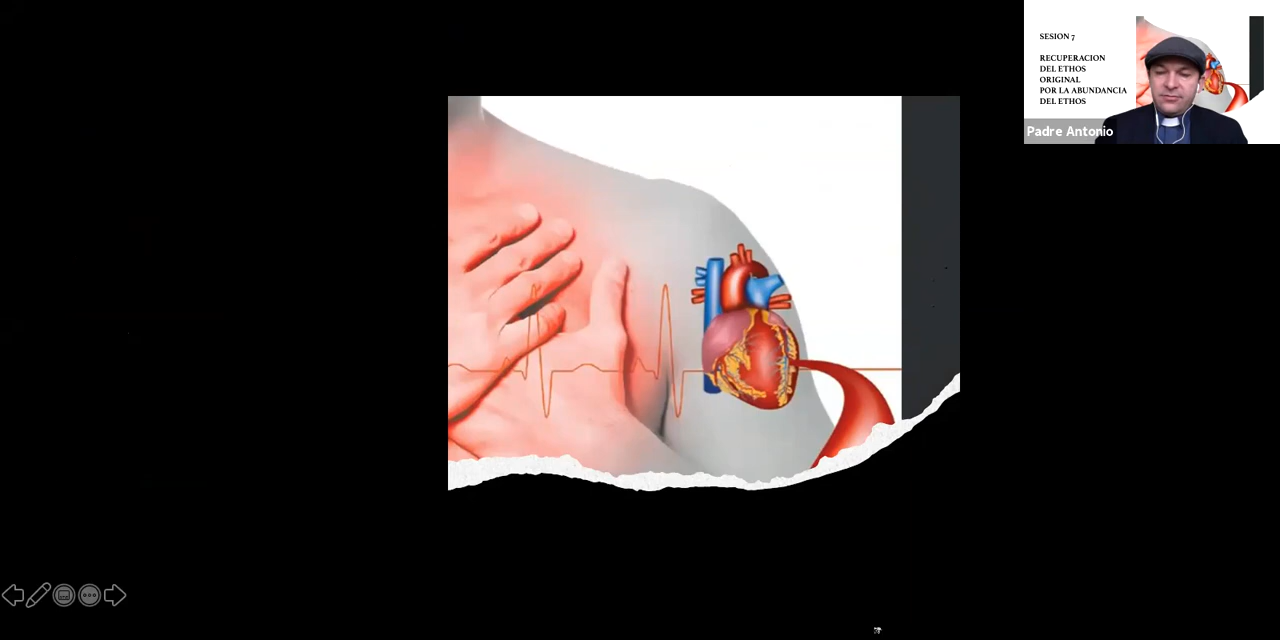 SESION 7
RECUPERACION
DEL ETHOS
ORIGINAL
POR LA ABUNDANCIA
DEL ETHOS
Padre Antonio